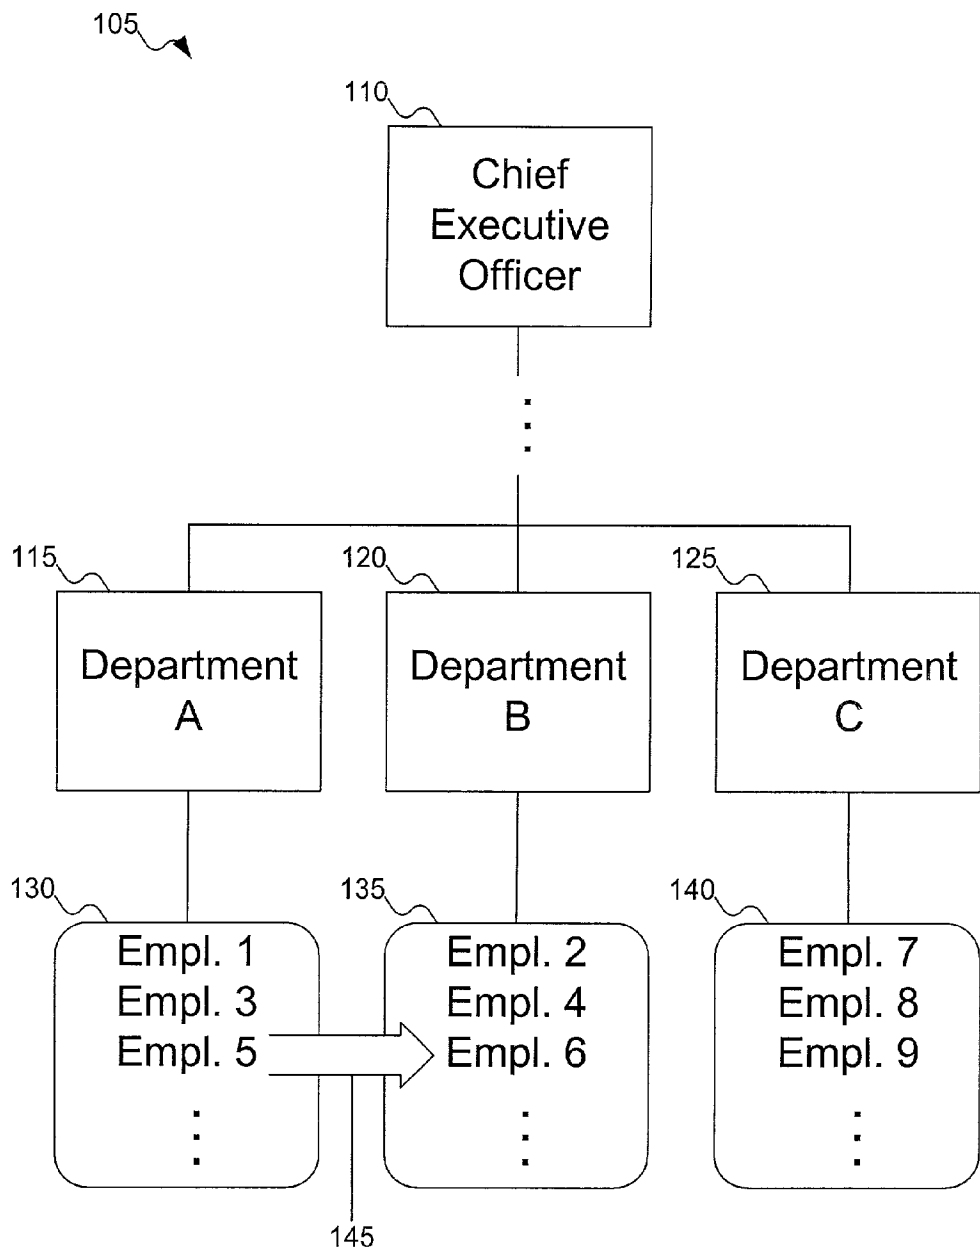 105
110
Chief
Executive
Officer
115
120
125
Department
A
Department
B
Department
C
130
135
140
Empl. 1
Empl. 3
Empl. 5
Empl. 2
Empl. 4
Empl. 6
Empl. 7
Empl. 8
Empl. 9
145